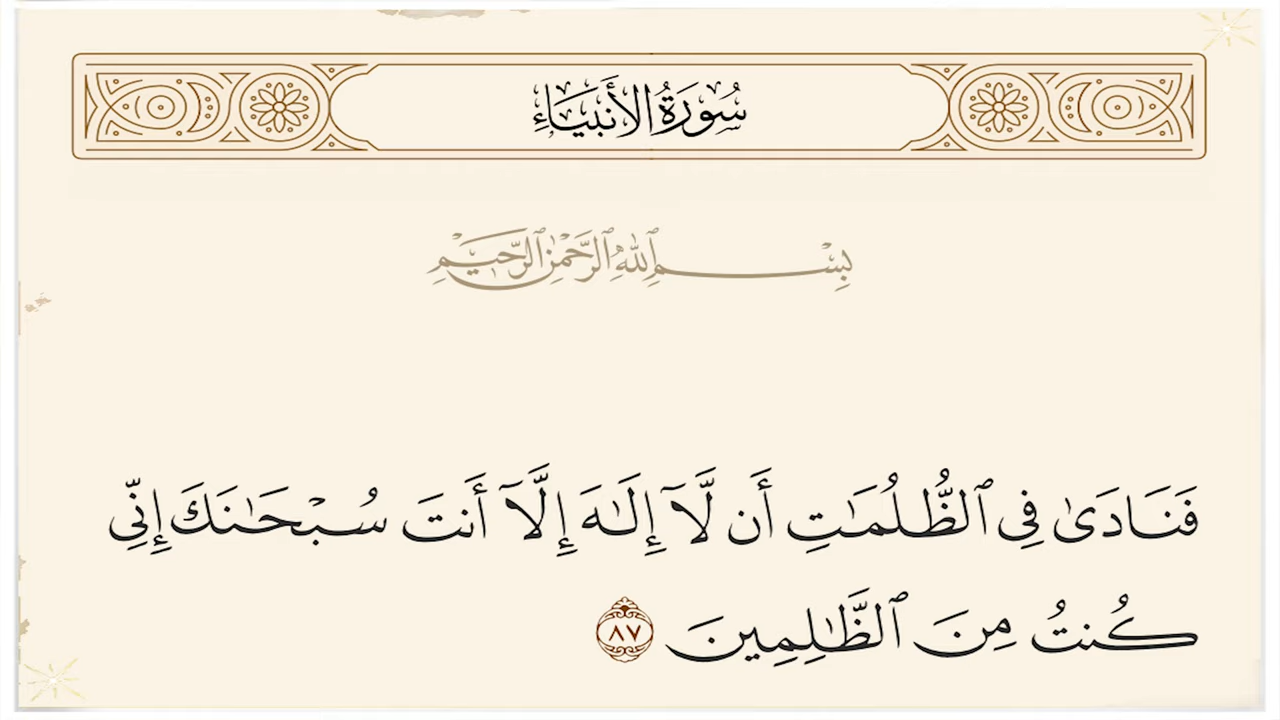 سُورَةُ الأَنبِيَاءِ
بِسْمِ ٱللَّهِ ٱلرَّحْمَٰنِ ٱلرَّحِيمِ
فَنَادَىٰ فِي ٱلظُّلُمَٰتِ أَن لَّآ إِلَٰهَ إِلَّآ أَنتَ سُبْحَٰنَكَ إِنِّي
كُنتُ مِنَ ٱلظَّٰلِمِينَ ٨٧